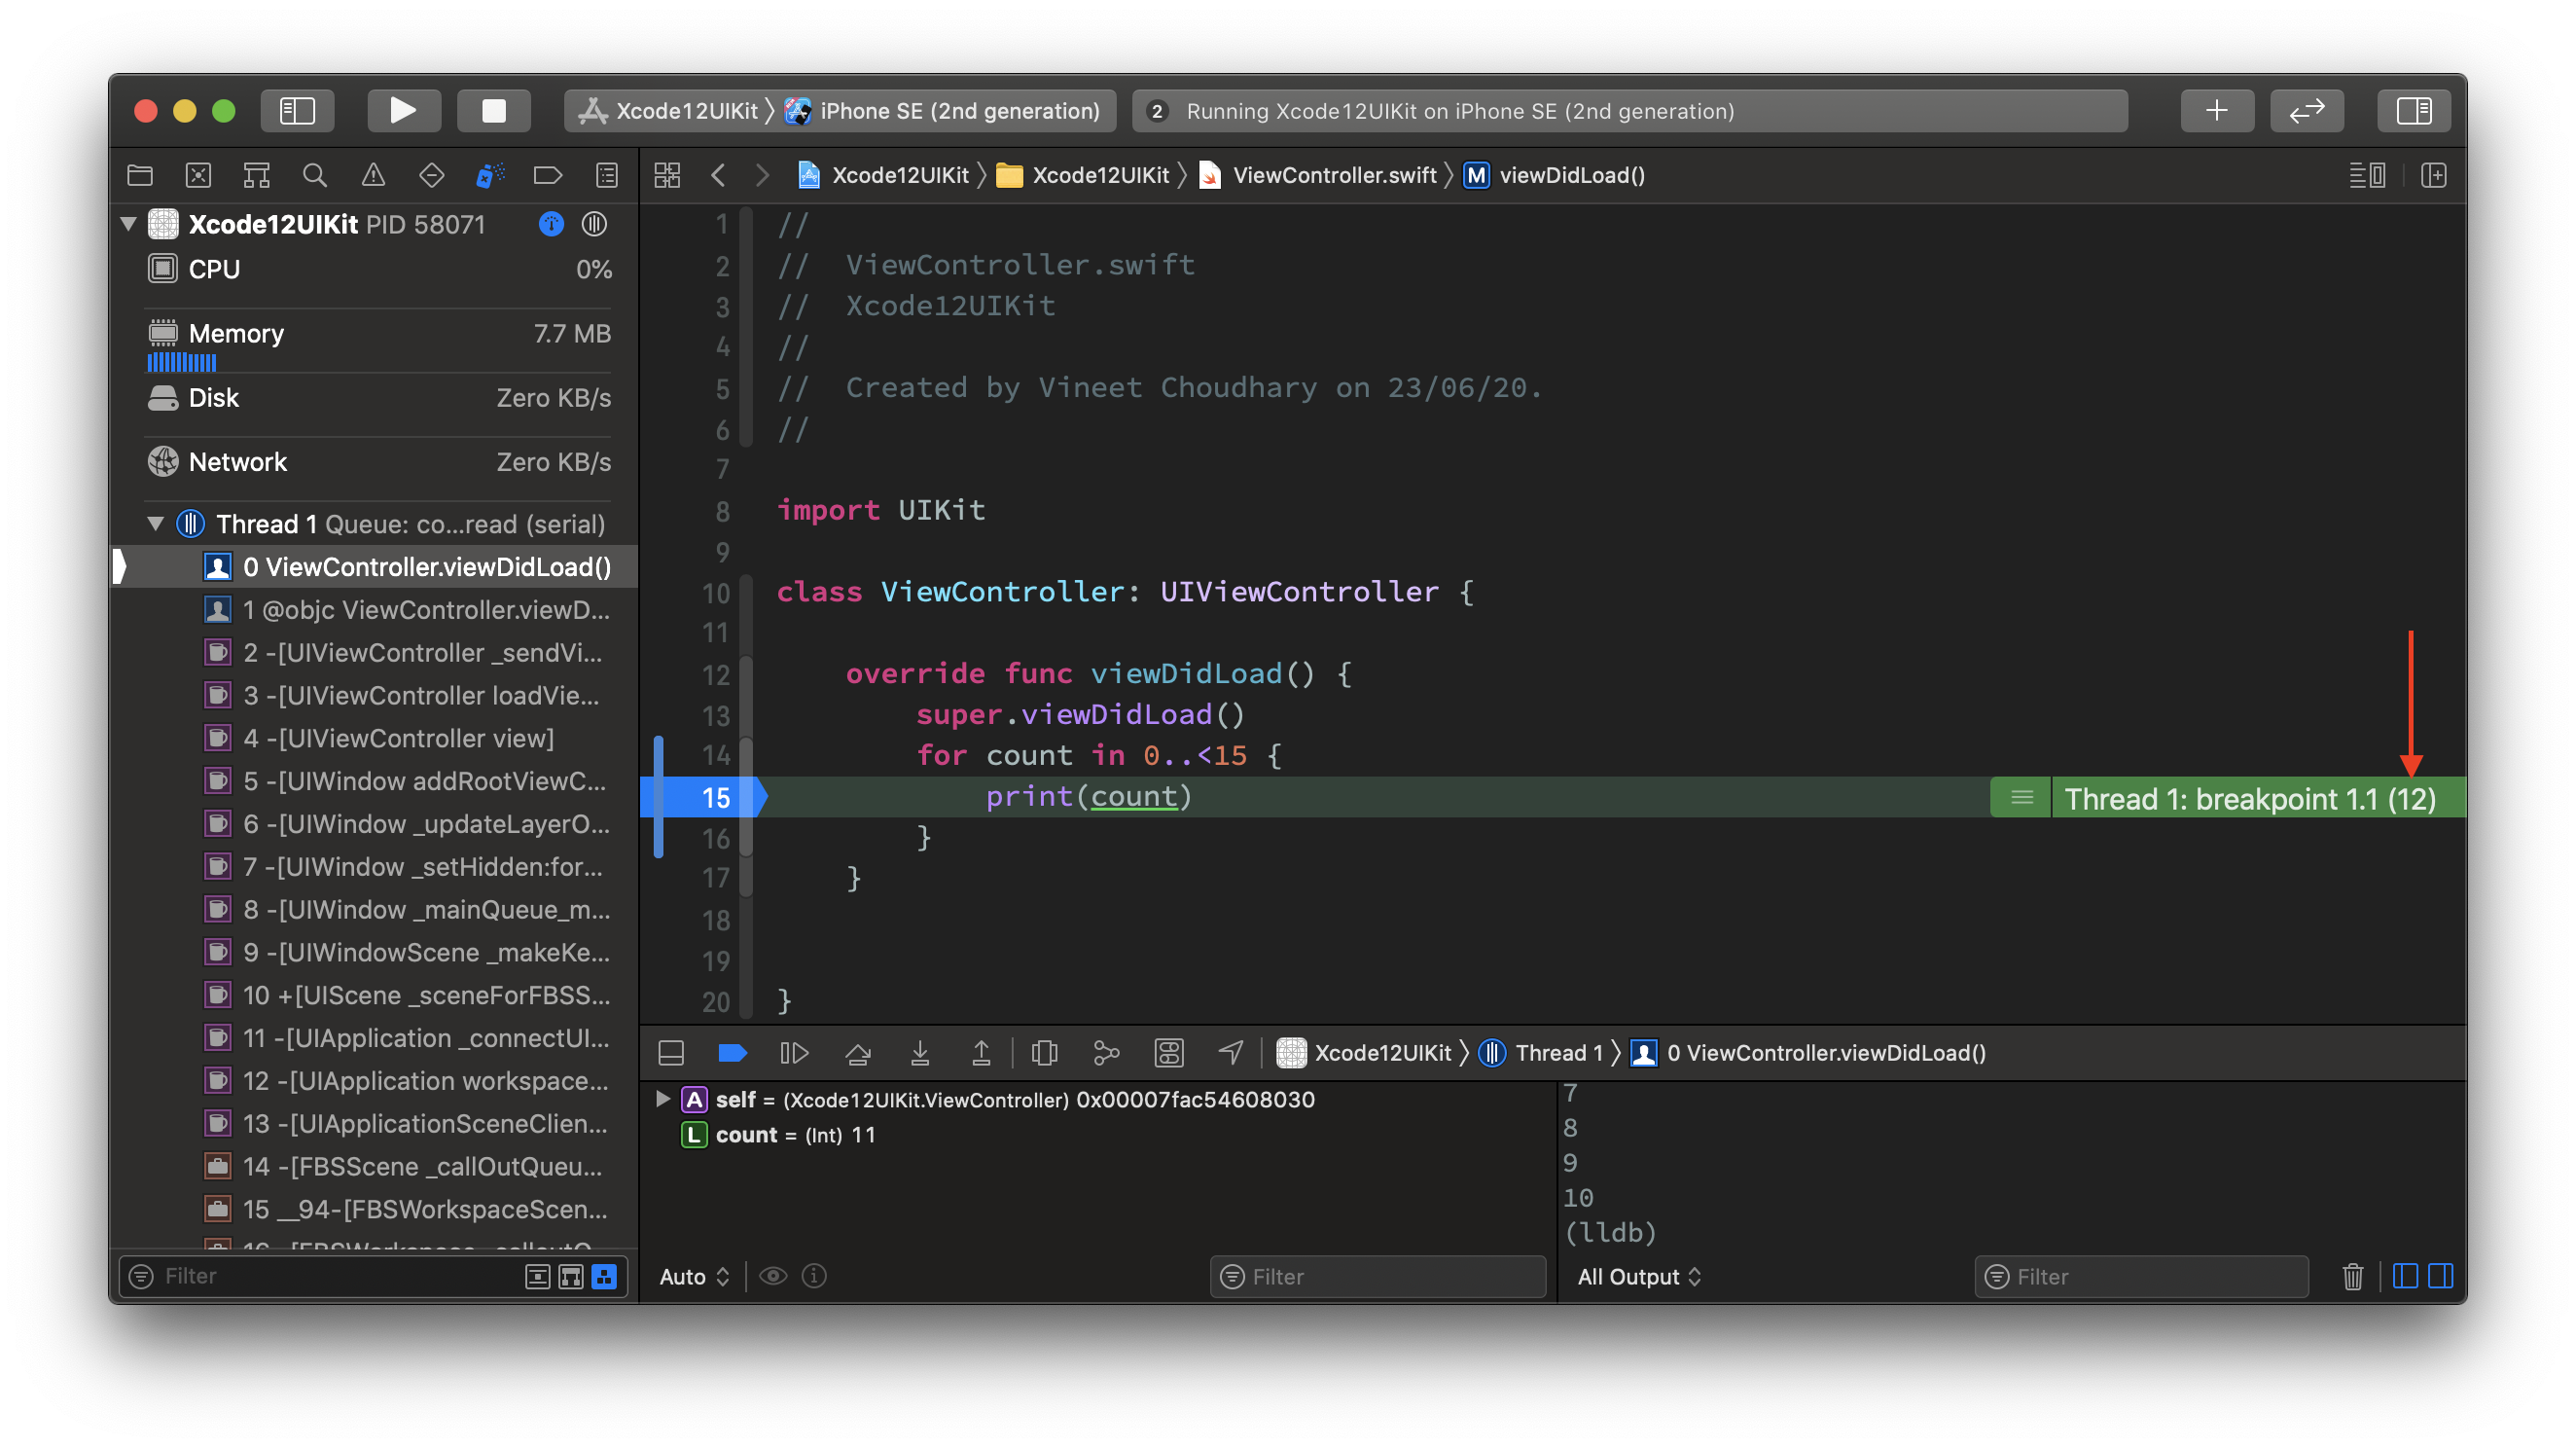 Xcode12UIKit iPhone SE (2nd generation)
2 Running Xcode12UIKit on iPhone SE (2nd generation)
Xcode12UIKit Xcode12UIKit ViewController.swift M viewDidLoad()
Xcode12UIKit PID 58071
CPU 0%
Memory 7.7 MB
Disk Zero KB/s
Network Zero KB/s
Thread 1 Queue: co...read (serial)
0 ViewController.viewDidLoad()
1 @objc ViewController.viewD...
2 -[UIViewController _sendVi...
3 -[UIViewController loadVie...
4 -[UIViewController view]
5 -[UIWindow addRootViewC...
6 -[UIWindow _updateLayerO...
7 -[UIWindow _setHidden:for...
8 -[UIWindow _mainQueue_m...
9 -[UIWindowScene _makeKe...
10 +[UIScene _sceneForFBSS...
11 -[UIApplication _connectUI...
12 -[UIApplication workspace...
13 -[UIApplicationSceneClien...
14 -[FBSScene _callOutQueu...
15 __94-[FBSWorkspaceScen...
Filter
1 //
2 //  ViewController.swift
3 //  Xcode12UIKit
4 //
5 //  Created by Vineet Choudhary on 23/06/20.
6 //
7
8 import UIKit
9
10 class ViewController: UIViewController {
11
12     override func viewDidLoad() {
13         super.viewDidLoad()
14         for count in 0..<15 {
15             print(count) Thread 1: breakpoint 1.1 (12)
16         }
17     }
18
19
20 }
Xcode12UIKit Thread 1 0 ViewController.viewDidLoad()
A self = (Xcode12UIKit.ViewController) 0x00007fac54608030
L count = (Int) 11
Auto Filter
7
8
9
10
(lldb)
All Output Filter